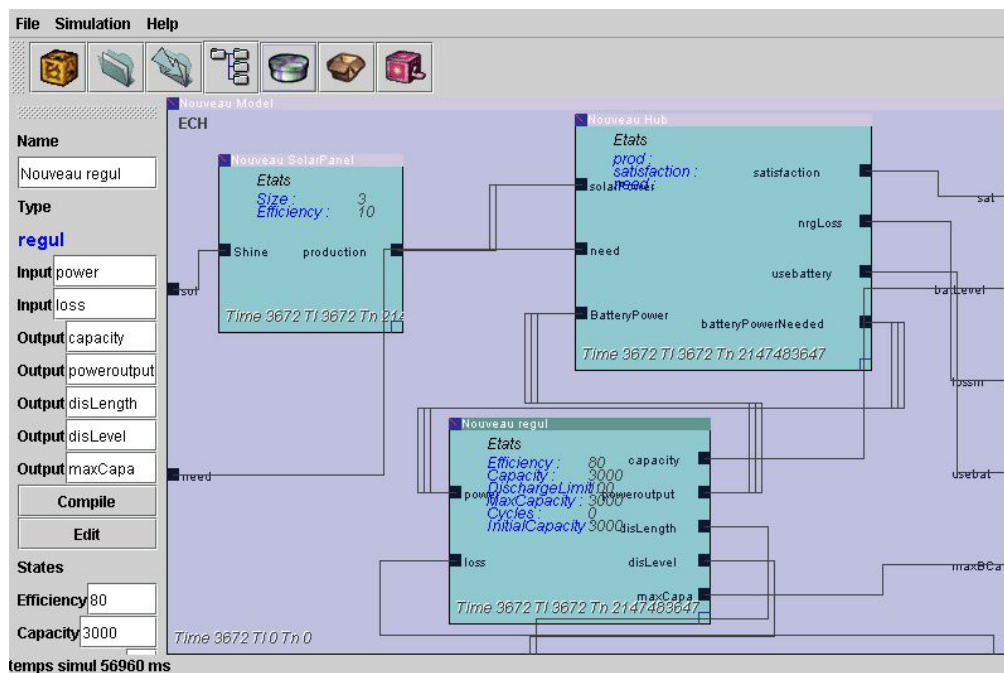 File Simulation Help
Name
Nouveau regul
Type
regul
Input power
Input loss
Output capacity
Output poweroutput
Output disLength
Output disLevel
Output maxCapa
Compile
Edit
States
Efficiency 80
Capacity 3000
temps simul 56960 ms
Nouveau Model
ECH
sol
need
Time 3672 Tl 0 Tn 0
Nouveau SolarPanel
Etats
Size : 3
Efficiency : 10
Shine production
Time 3672 Tl 3672 Tn 214
Nouveau Hub
Etats
prod :
satisfaction :
need :
solarPower satisfaction
nrgLoss
need
usebattery
BatteryPower batteryPowerNeeded
Time 3672 Tl 3672 Tn 2147483647
Nouveau regul
Etats
Efficiency : 80
Capacity : 3000
DischargeLimit 100
MaxCapacity : 3000
Cycles : 0
InitialCapacity 3000
power capacity
poweroutput
disLength
loss disLevel
maxCapa
Time 3672 Tl 3672 Tn 2147483647
sat
batLevel
lossm
usebat
maxBCa